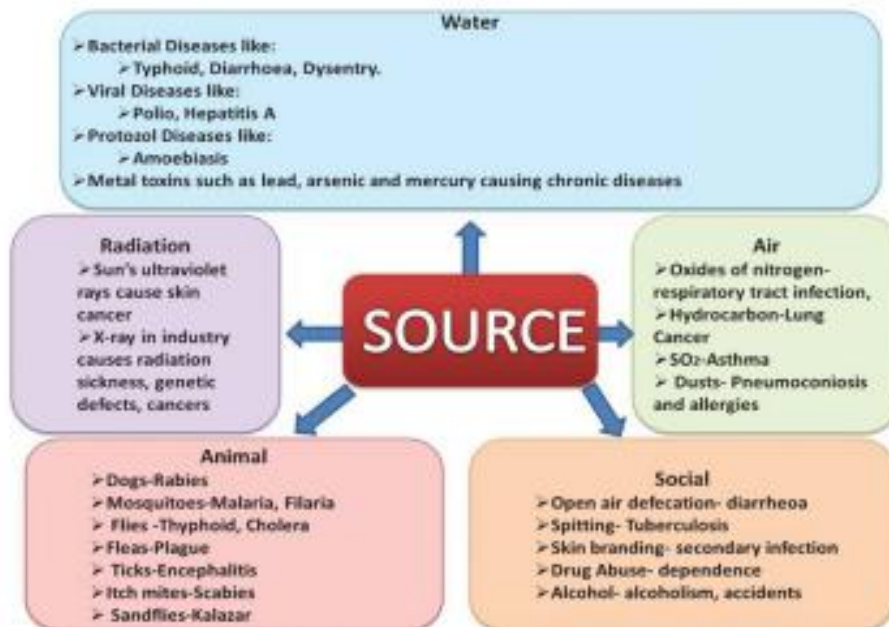 Water
➢Bacterial Diseases like:
➢Typhoid, Diarrhoea, Dysentry.
➢Viral Diseases like:
➢Polio, Hepatitis A
➢Protozol Diseases like:
➢Amoebiasis
➢Metal toxins such as lead, arsenic and mercury causing chronic diseases
Radiation
➢Sun's ultraviolet
rays cause skin
cancer
➢X-ray in industry
causes radiation
sickness, genetic
defects, cancers
SOURCE
Air
➢Oxides of nitrogen-
respiratory tract infection,
➢Hydrocarbon-Lung
Cancer
➢SO₂-Asthma
➢ Dusts- Pneumoconiosis
and allergies
Animal
➢Dogs-Rabies
➢Mosquitoes-Malaria, Filaria
➢ Flies -Thyphoid, Cholera
➢Fleas-Plague
➢ Ticks-Encephalitis
➢Itch mites-Scabies
➢ Sandflies-Kalazar
Social
➢Open air defecation- diarrheoa
➢Spitting- Tuberculosis
➢Skin branding- secondary infection
➢Drug Abuse- dependence
➢Alcohol- alcoholism, accidents